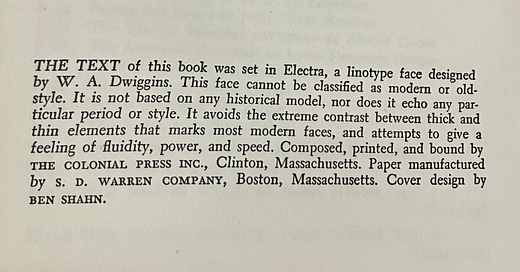 THE TEXT of this book was set in Electra, a linotype face designed
by W. A. Dwiggins. This face cannot be classified as modern or old-
style. It is not based on any historical model, nor does it echo any par-
ticular period or style. It avoids the extreme contrast between thick and
thin elements that marks most modern faces, and attempts to give a
feeling of fluidity, power, and speed. Composed, printed, and bound by
THE COLONIAL PRESS INC., Clinton, Massachusetts. Paper manufactured
by S. D. WARREN COMPANY, Boston, Massachusetts. Cover design by
BEN SHAHN.